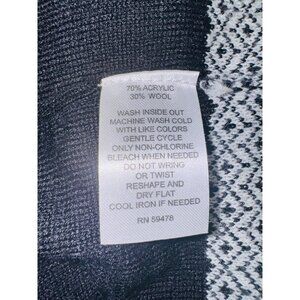 70% ACRYLIC
30% WOOL
WASH INSIDE OUT
MACHINE WASH COLD
WITH LIKE COLORS
GENTLE CYCLE
ONLY NON-CHLORINE
BLEACH WHEN NEEDED
DO NOT WRING
OR TWIST
RESHAPE AND
DRY FLAT
COOL IRON IF NEEDED
RN 59478